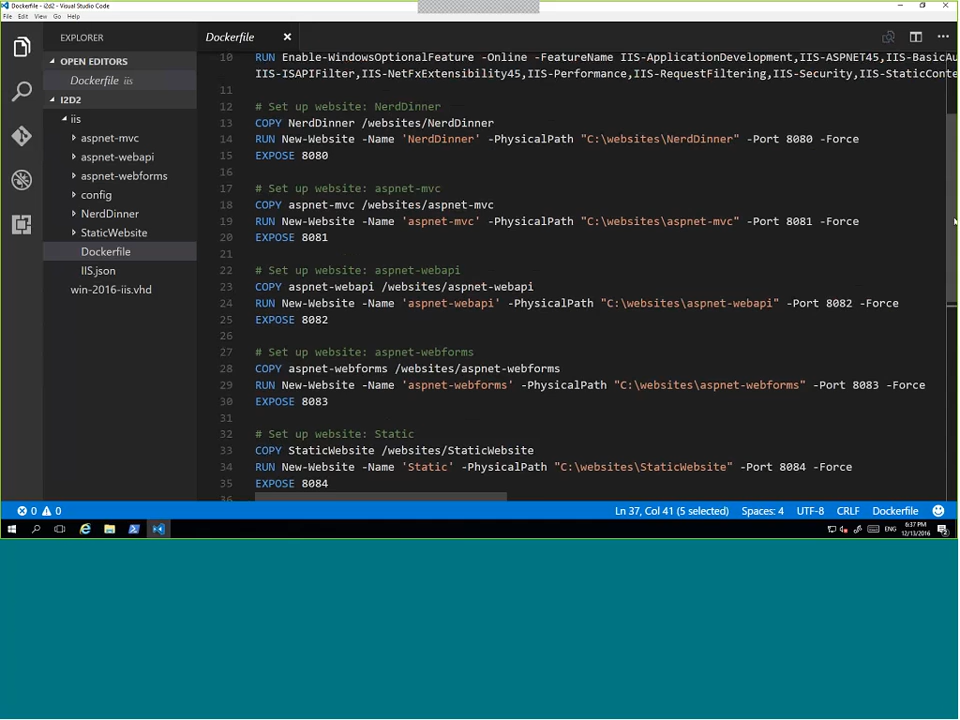 Dockerfile - i2d2 - Visual Studio Code
File Edit View Go Help
EXPLORER
Dockerfile
OPEN EDITORS
Dockerfile iis
I2D2
iis
aspnet-mvc
aspnet-webapi
aspnet-webforms
config
NerdDinner
StaticWebsite
Dockerfile
IIS.json
win-2016-iis.vhd
10 RUN Enable-WindowsOptionalFeature -Online -FeatureName IIS-ApplicationDevelopment,IIS-ASPNET45,IIS-BasicAu
IIS-ISAPIFilter,IIS-NetFxExtensibility45,IIS-Performance,IIS-RequestFiltering,IIS-Security,IIS-StaticConte
11
12 # Set up website: NerdDinner
13 COPY NerdDinner /websites/NerdDinner
14 RUN New-Website -Name 'NerdDinner' -PhysicalPath "C:\websites\NerdDinner" -Port 8080 -Force
15 EXPOSE 8080
16
17 # Set up website: aspnet-mvc
18 COPY aspnet-mvc /websites/aspnet-mvc
19 RUN New-Website -Name 'aspnet-mvc' -PhysicalPath "C:\websites\aspnet-mvc" -Port 8081 -Force
20 EXPOSE 8081
21
22 # Set up website: aspnet-webapi
23 COPY aspnet-webapi /websites/aspnet-webapi
24 RUN New-Website -Name 'aspnet-webapi' -PhysicalPath "C:\websites\aspnet-webapi" -Port 8082 -Force
25 EXPOSE 8082
26
27 # Set up website: aspnet-webforms
28 COPY aspnet-webforms /websites/aspnet-webforms
29 RUN New-Website -Name 'aspnet-webforms' -PhysicalPath "C:\websites\aspnet-webforms" -Port 8083 -Force
30 EXPOSE 8083
31
32 # Set up website: Static
33 COPY StaticWebsite /websites/StaticWebsite
34 RUN New-Website -Name 'Static' -PhysicalPath "C:\websites\StaticWebsite" -Port 8084 -Force
35 EXPOSE 8084
36
0 0 Ln 37, Col 41 (5 selected) Spaces: 4 UTF-8 CRLF Dockerfile
ENG 6:37 PM
12/13/2016